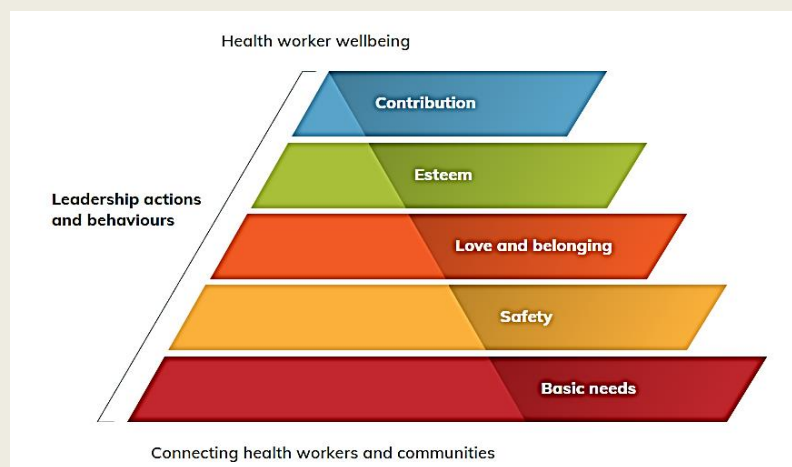 Health worker wellbeing
Contribution
Esteem
Leadership actions
and behaviours
Love and belonging
Safety
Basic needs
Connecting health workers and communities